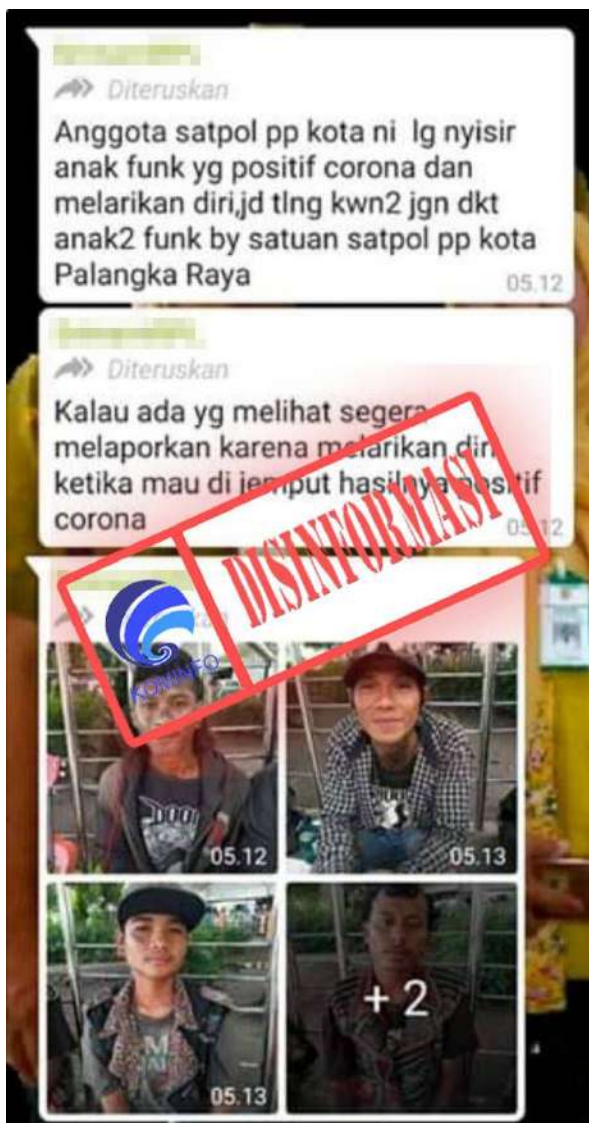 Diteruskan
Anggota satpol pp kota ni lg nyisir
anak funk yg positif corona dan
melarikan diri,jd tlng kwn2 jgn dkt
anak2 funk by satuan satpol pp kota
Palangka Raya
05.12
Diteruskan
Kalau ada yg melihat segera
melaporkan karena melarikan diri
ketika mau di jemput hasilnya positif
corona
05.12
DISINFORMASI
KOMINFO
05.12
05.13
05.13
+ 2